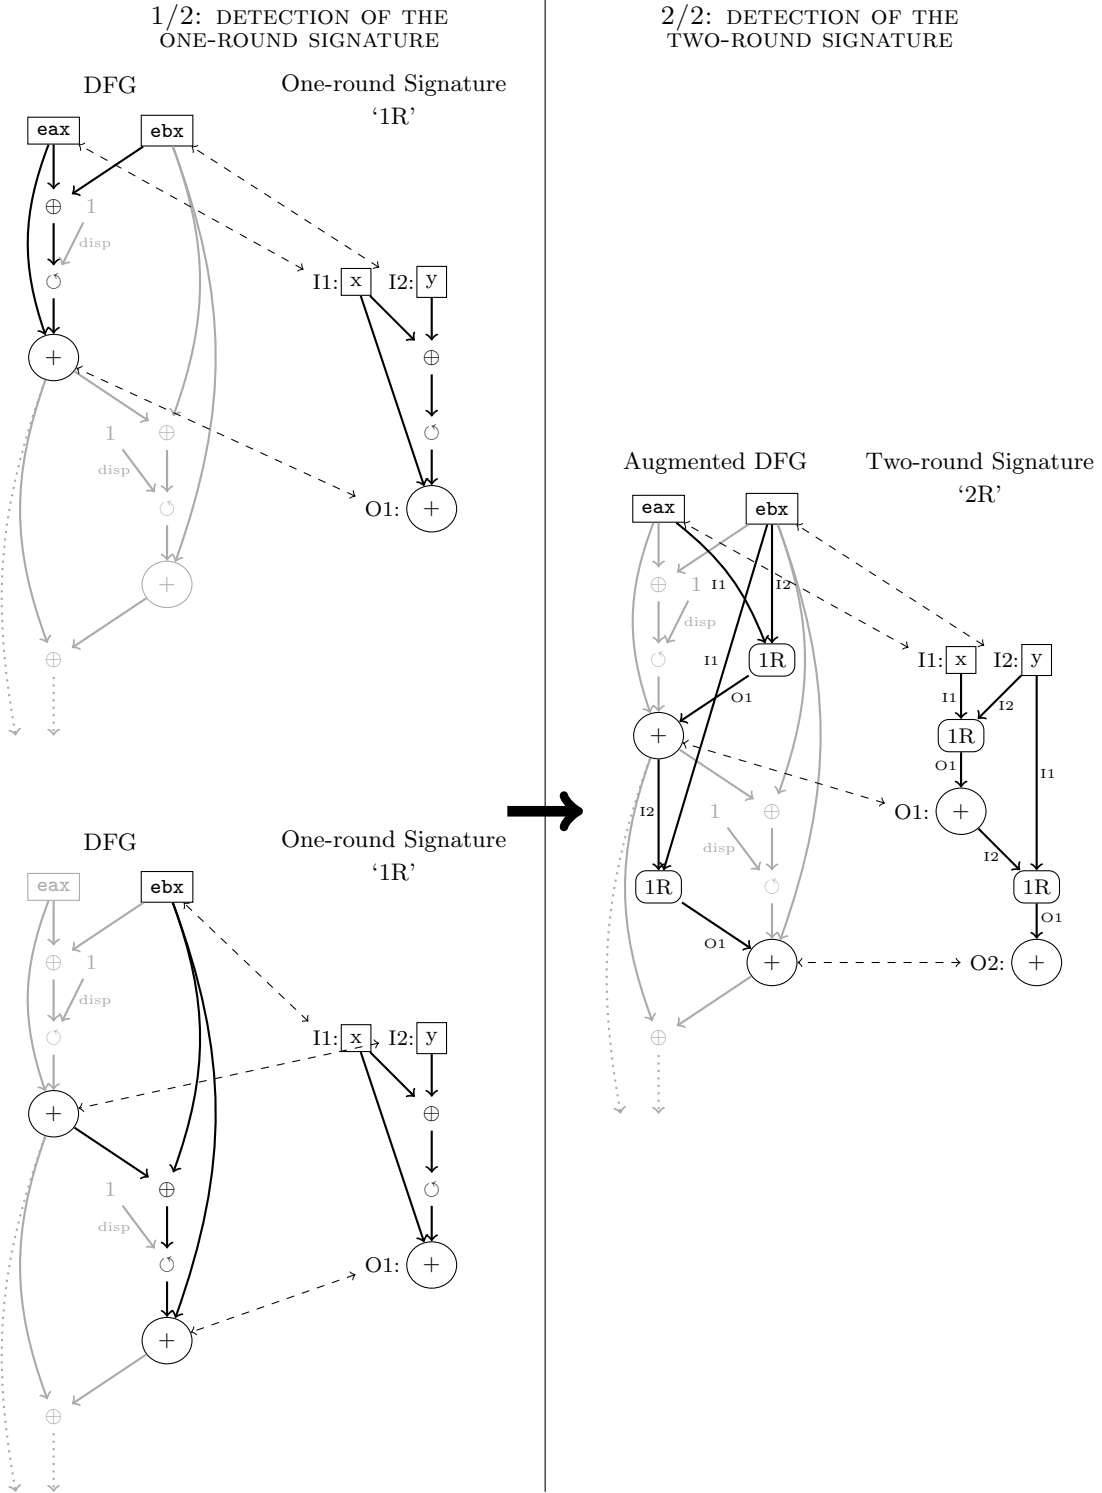 1/2: DETECTION OF THE
ONE-ROUND SIGNATURE
DFG
One-round Signature
‘1R’
eax
ebx
⊕
1
disp
↺
I1: x
I2: y
+
⊕
⊕
1
disp
↺
↺
O1: +
+
⊕
DFG
One-round Signature
‘1R’
eax
ebx
⊕
1
disp
↺
I1: x
I2: y
+
⊕
⊕
1
disp
↺
↺
O1: +
+
⊕
2/2: DETECTION OF THE
TWO-ROUND SIGNATURE
Augmented DFG
Two-round Signature
‘2R’
eax
ebx
⊕
1
I1
I2
disp
↺
I1
1R
I1: x
I2: y
O1
I1
I2
+
1R
O1
I1
I2
1
disp
⊕
O1: +
I2
1R
↺
1R
O1
O1
+
O2: +
⊕